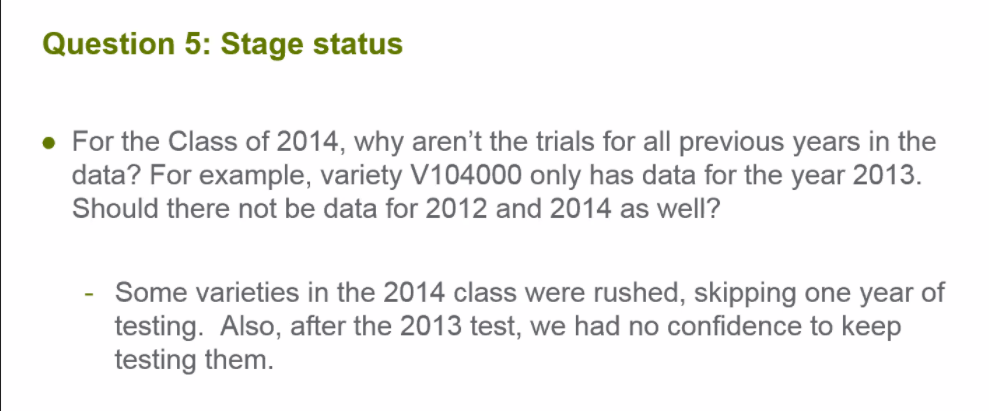 Question 5: Stage status
● For the Class of 2014, why aren’t the trials for all previous years in the
data? For example, variety V104000 only has data for the year 2013.
Should there not be data for 2012 and 2014 as well?
- Some varieties in the 2014 class were rushed, skipping one year of
testing.  Also, after the 2013 test, we had no confidence to keep
testing them.